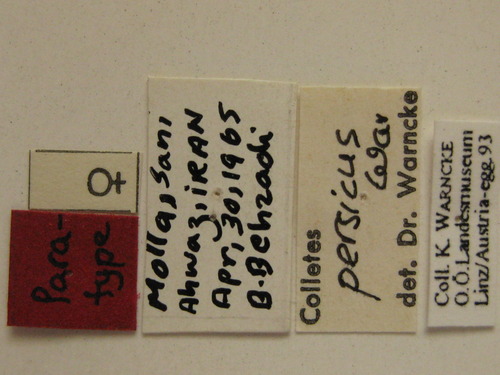 ♀
Para-
type
Mollasani
Ahwaz, iRAN
Apr, 30, 1965
B-BEhzadi
Colletes
persicus
War
det. Dr. Warncke
Coll. K. WARNCKE
O.Ö.Landesmuseum
Linz/Austria-egg.93